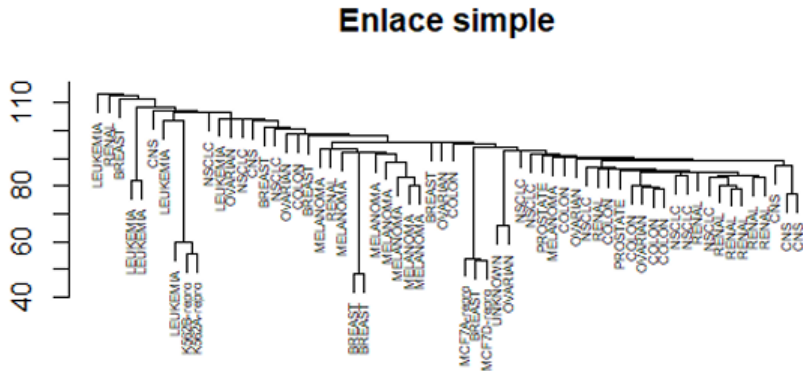 Enlace simple
110
80
60
40
LEUKEMIA
RENAL
BREAST
LEUKEMIA
LEUKEMIA
CNS
LEUKEMIA
LEUKEMIA
K562B-repro
K562A-repro
NSCLC
LEUKEMIA
OVARIAN
NSCLC
CNS
BREAST
NSCLC
OVARIAN
COLON
BREAST
MELANOMA
RENAL
MELANOMA
BREAST
BREAST
MELANOMA
MELANOMA
MELANOMA
MELANOMA
MELANOMA
BREAST
OVARIAN
COLON
MCF7A-repro
BREAST
MCF7D-repro
UNKNOWN
OVARIAN
NSCLC
NSCLC
PROSTATE
MELANOMA
COLON
OVARIAN
NSCLC
RENAL
COLON
PROSTATE
COLON
OVARIAN
COLON
COLON
NSCLC
NSCLC
RENAL
NSCLC
RENAL
RENAL
RENAL
RENAL
RENAL
CNS
CNS
CNS